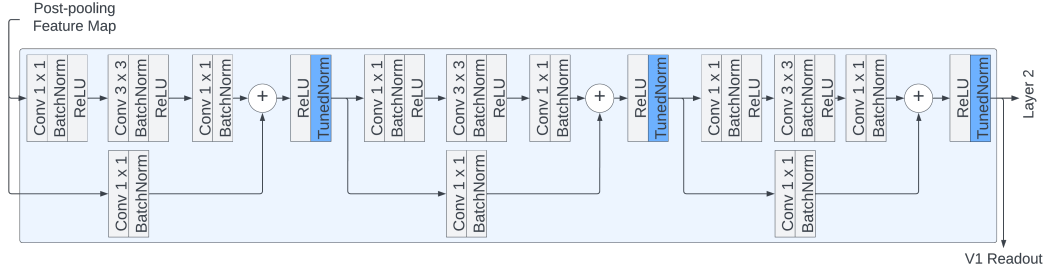 Post-pooling
Feature Map
Conv 1 x 1
BatchNorm
ReLU
Conv 3 x 3
BatchNorm
ReLU
Conv 1 x 1
BatchNorm
+
ReLU
TunedNorm
Conv 1 x 1
BatchNorm
ReLU
Conv 3 x 3
BatchNorm
ReLU
Conv 1 x 1
BatchNorm
+
ReLU
TunedNorm
Conv 1 x 1
BatchNorm
ReLU
Conv 3 x 3
BatchNorm
ReLU
Conv 1 x 1
BatchNorm
+
ReLU
TunedNorm
Layer 2
Conv 1 x 1
BatchNorm
Conv 1 x 1
BatchNorm
Conv 1 x 1
BatchNorm
V1 Readout